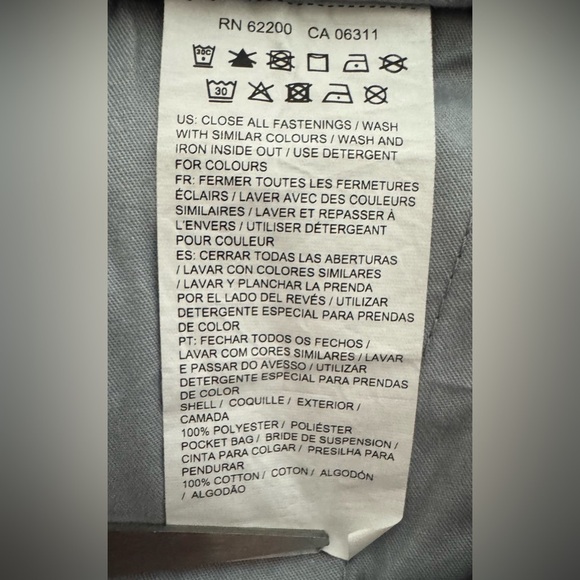 RN 62200 CA 06311
30C
30
US: CLOSE ALL FASTENINGS / WASH
WITH SIMILAR COLOURS / WASH AND
IRON INSIDE OUT / USE DETERGENT
FOR COLOURS
FR: FERMER TOUTES LES FERMETURES
ÉCLAIRS / LAVER AVEC DES COULEURS
SIMILAIRES / LAVER ET REPASSER À
L'ENVERS / UTILISER DÉTERGEANT
POUR COULEUR
ES: CERRAR TODAS LAS ABERTURAS
/ LAVAR CON COLORES SIMILARES
/ LAVAR Y PLANCHAR LA PRENDA
POR EL LADO DEL REVÉS / UTILIZAR
DETERGENTE ESPECIAL PARA PRENDAS
DE COLOR
PT: FECHAR TODOS OS FECHOS /
LAVAR COM CORES SIMILARES / LAVAR
E PASSAR DO AVESSO / UTILIZAR
DETERGENTE ESPECIAL PARA PRENDAS
DE COLOR
SHELL / COQUILLE / EXTERIOR /
CAMADA
100% POLYESTER / POLIÉSTER
POCKET BAG / BRIDE DE SUSPENSION /
CINTA PARA COLGAR / PRESILHA PARA
PENDURAR
100% COTTON / COTON / ALGODÓN
/ ALGODÃO